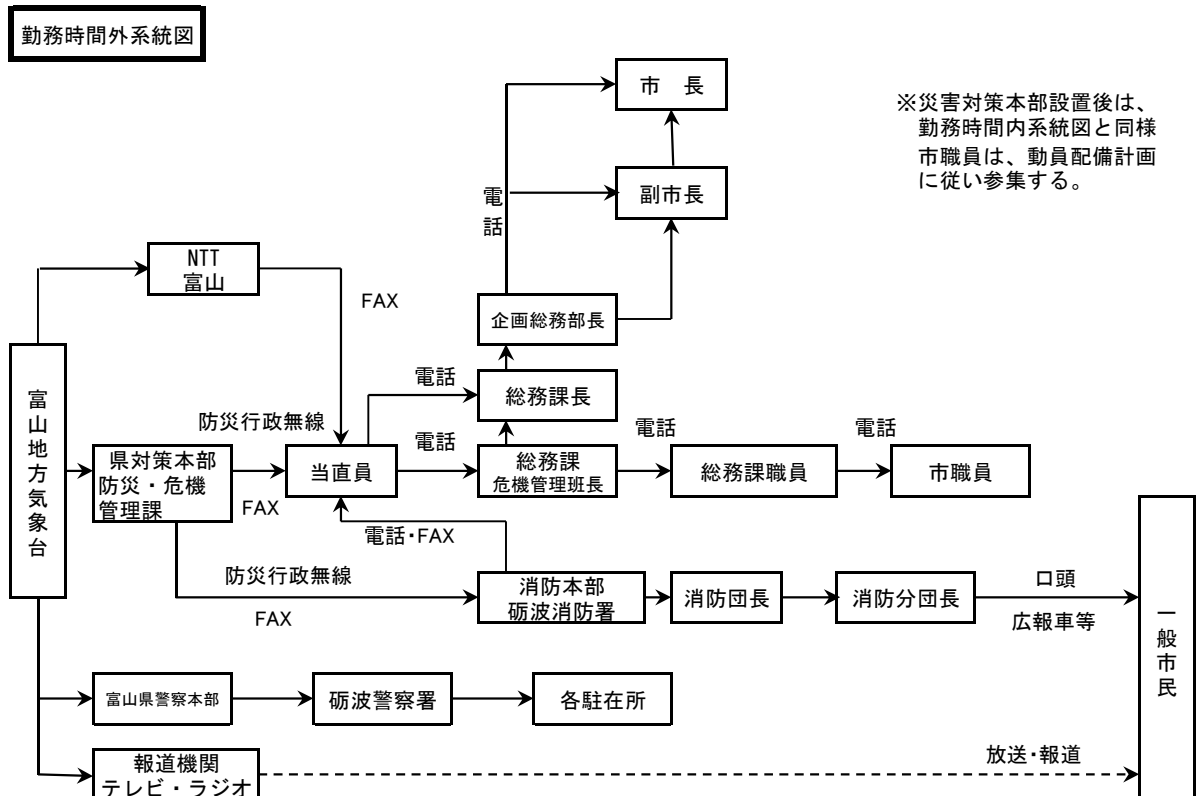 勤務時間外系統図
市　長
※災害対策本部設置後は、
勤務時間内系統図と同様
市職員は、動員配備計画
に従い参集する。
電
話
副市長
NTT
富山
FAX
企画総務部長
電話
総務課長
富山地方気象台
防災行政無線
県対策本部
防災・危機
管理課
FAX
当直員
電話
総務課
危機管理班長
電話
総務課職員
電話
市職員
電話・FAX
防災行政無線
FAX
消防本部
砺波消防署
消防団長
消防分団長
口頭
広報車等
一般市民
富山県警察本部
砺波警察署
各駐在所
報道機関
テレビ・ラジオ
放送・報道